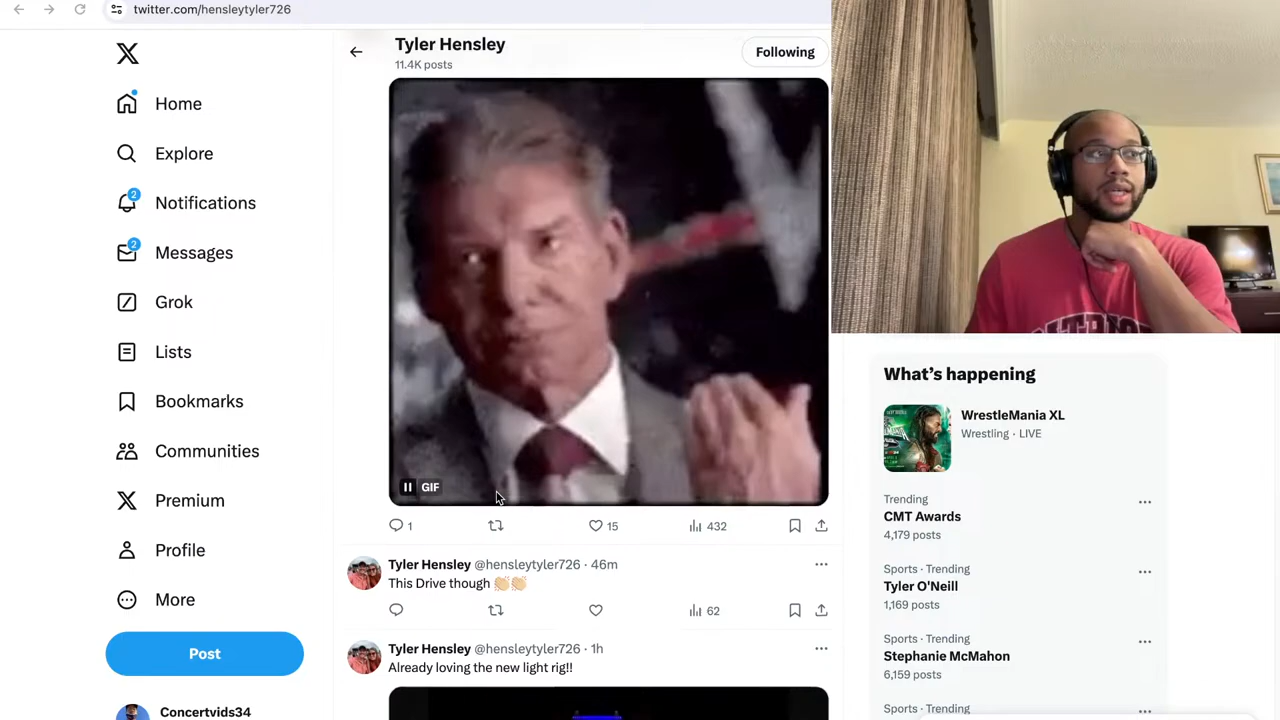 twitter.com/hensleytyler726
Home
Explore
2
Notifications
2
Messages
Grok
Lists
Bookmarks
Communities
Premium
Profile
More
Post
Concertvids34
Tyler Hensley
11.4K posts
Following
GIF
1
15
432
Tyler Hensley @hensleytyler726 · 46m
This Drive though 👏🏼👏🏼
62
Tyler Hensley @hensleytyler726 · 1h
Already loving the new light rig!!
What's happening
WrestleMania XL
Wrestling · LIVE
Trending
CMT Awards
4,179 posts
Sports · Trending
Tyler O'Neill
1,169 posts
Sports · Trending
Stephanie McMahon
6,159 posts
Sports · Trending